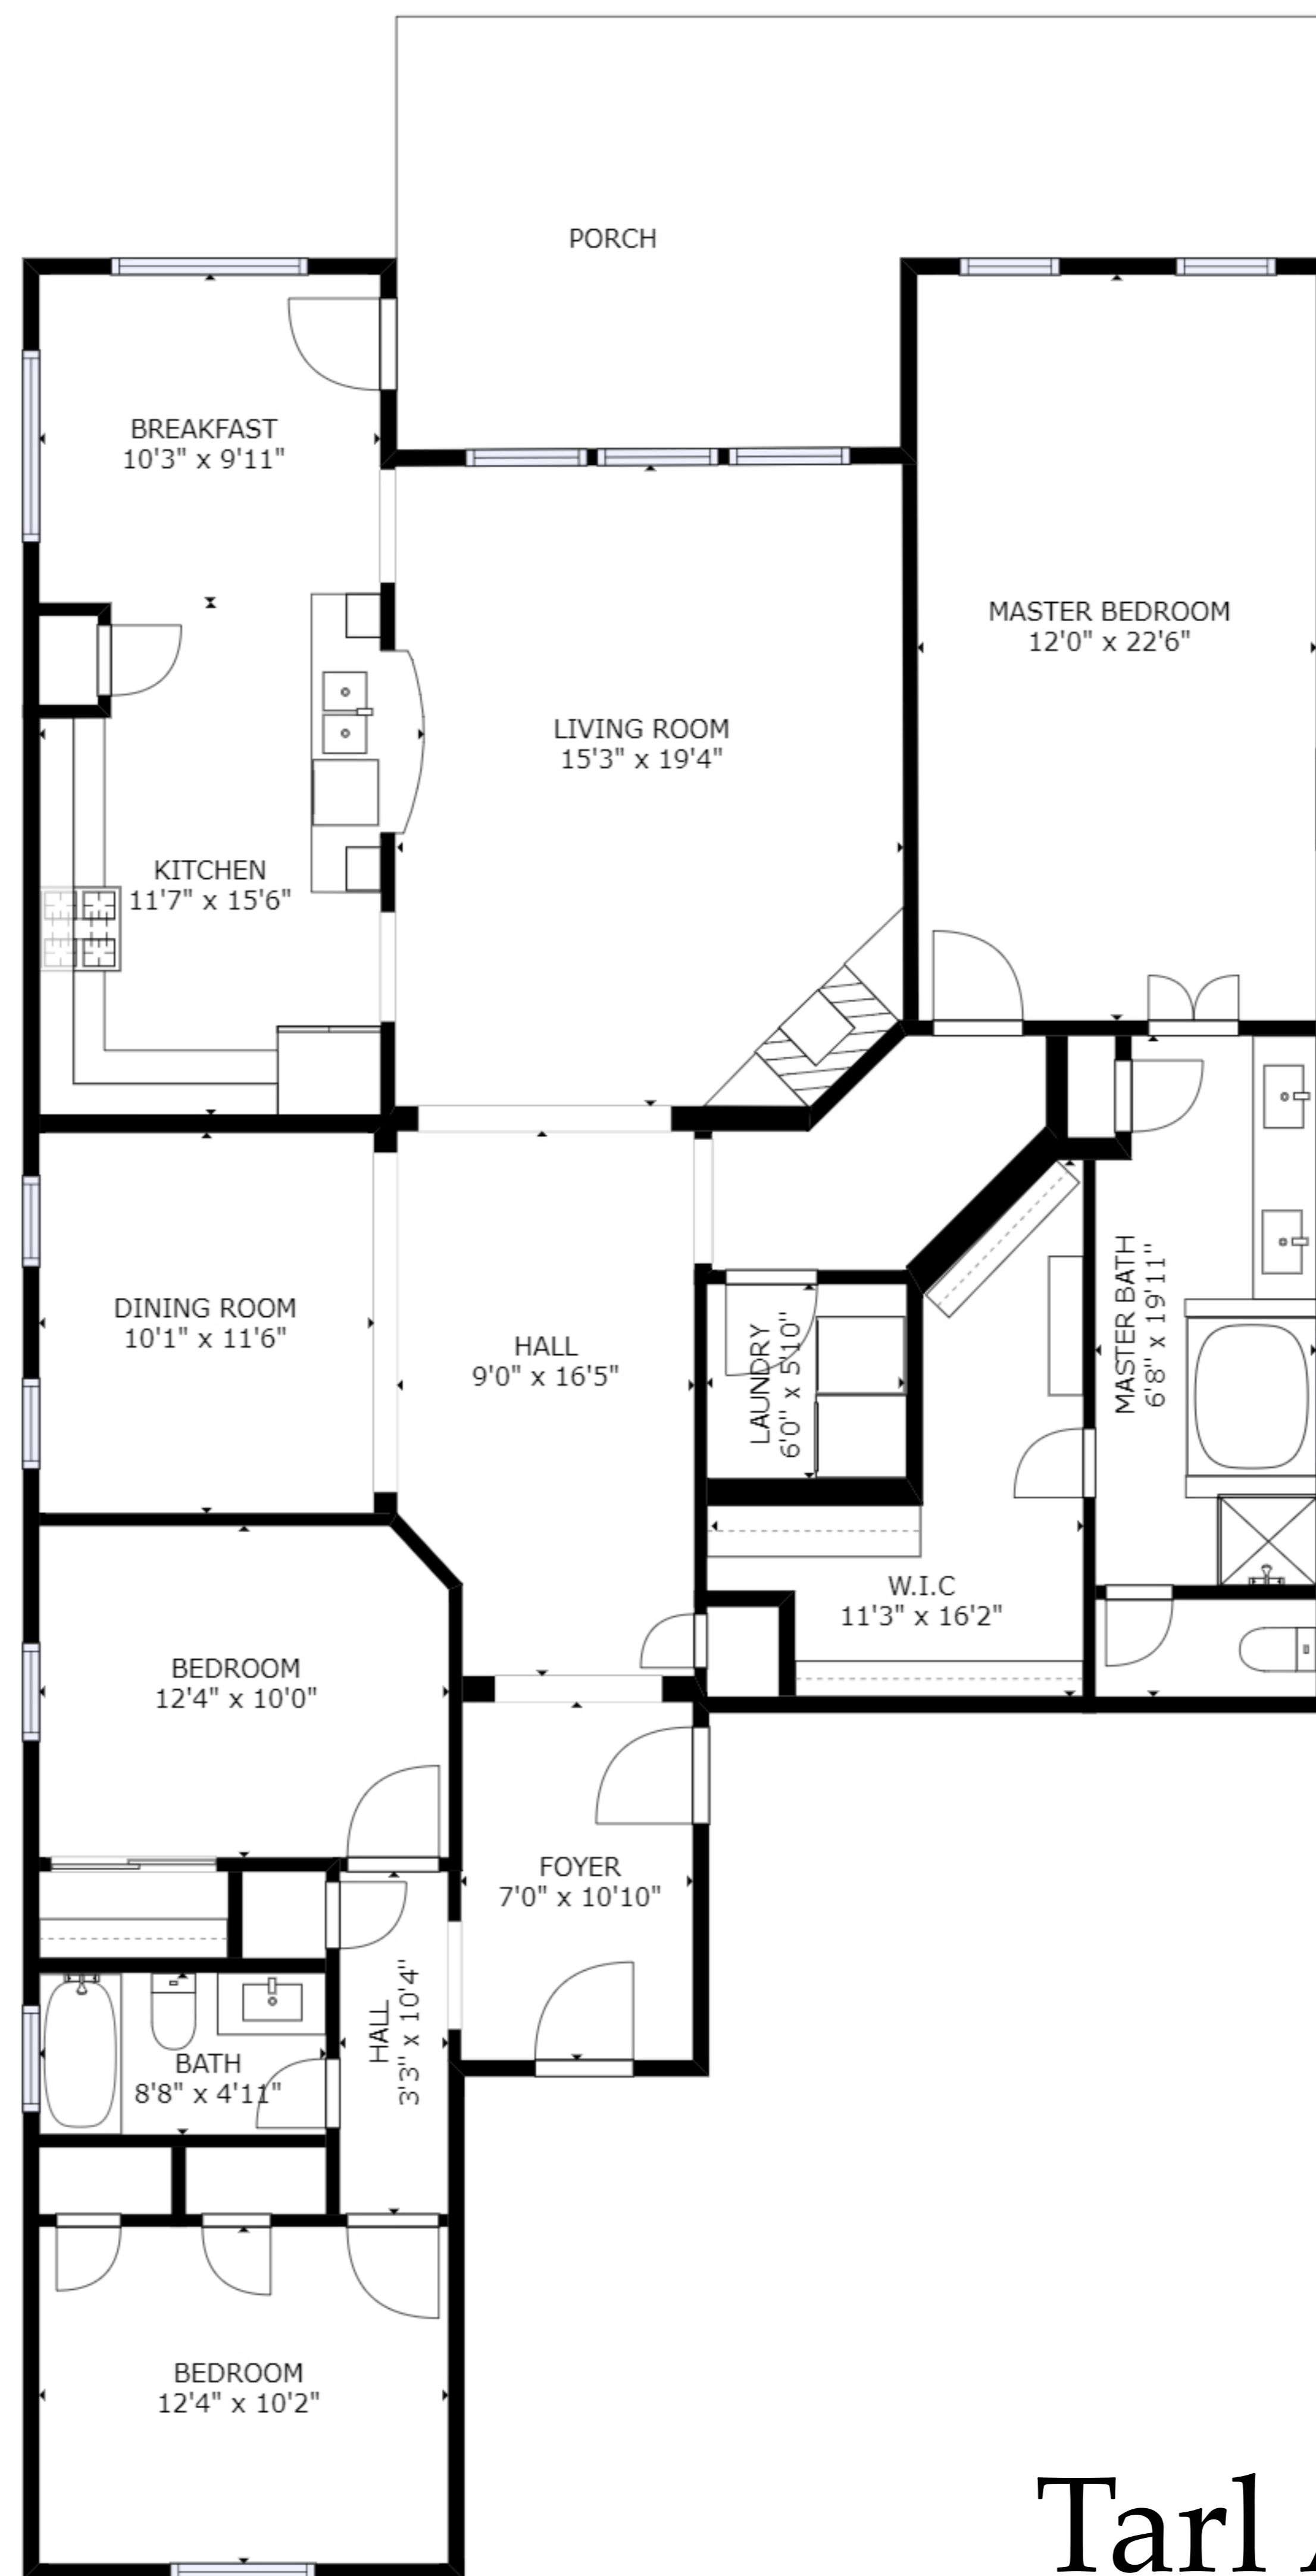 PORCH
BREAKFAST
10'3" x 9'11"
MASTER BEDROOM
12'0" x 22'6"
LIVING ROOM
15'3" x 19'4"
KITCHEN
11'7" x 15'6"
DINING ROOM
10'1" x 11'6"
HALL
9'0" x 16'5"
LAUNDRY
6'0" x 5'10"
MASTER BATH
6'8" x 19'11"
W.I.C
11'3" x 16'2"
BEDROOM
12'4" x 10'0"
FOYER
7'0" x 10'10"
HALL
3'3" x 10'4"
BATH
8'8" x 4'11"
BEDROOM
12'4" x 10'2"
Tarl